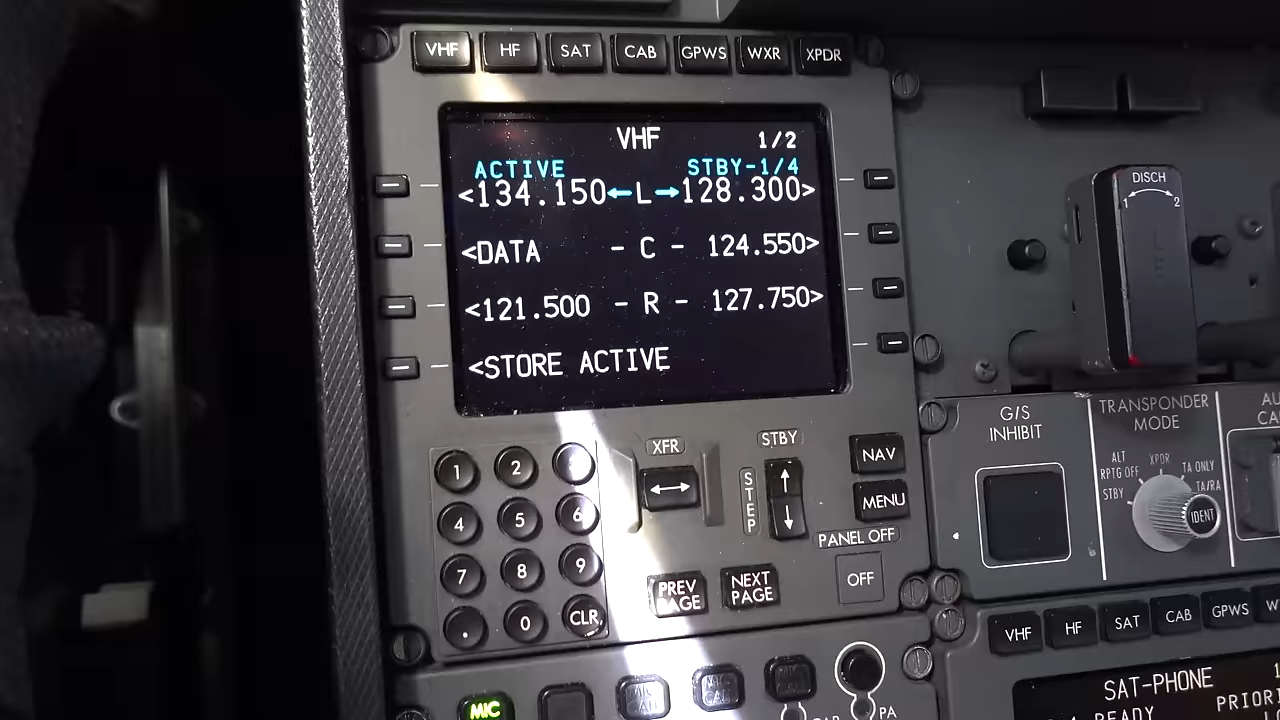 VHF HF SAT CAB GPWS WXR XPDR
VHF 1/2
ACTIVE STBY-1/4
<134.150←L→128.300>
<DATA - C - 124.550>
<121.500 - R - 127.750>
<STORE ACTIVE
1 2 3
4 5 6
7 8 9
. 0 CLR
XFR
↔
STBY
STEP
↑
↓
NAV
MENU
PANEL OFF
OFF
PREV PAGE
NEXT PAGE
MIC
PA
DISCH
1 2
G/S
INHIBIT
TRANSPONDER
MODE
STBY
ALT
RPTG OFF
XPDR
TA ONLY
TA/RA
IDENT
VHF HF SAT CAB GPWS
SAT-PHONE
READY